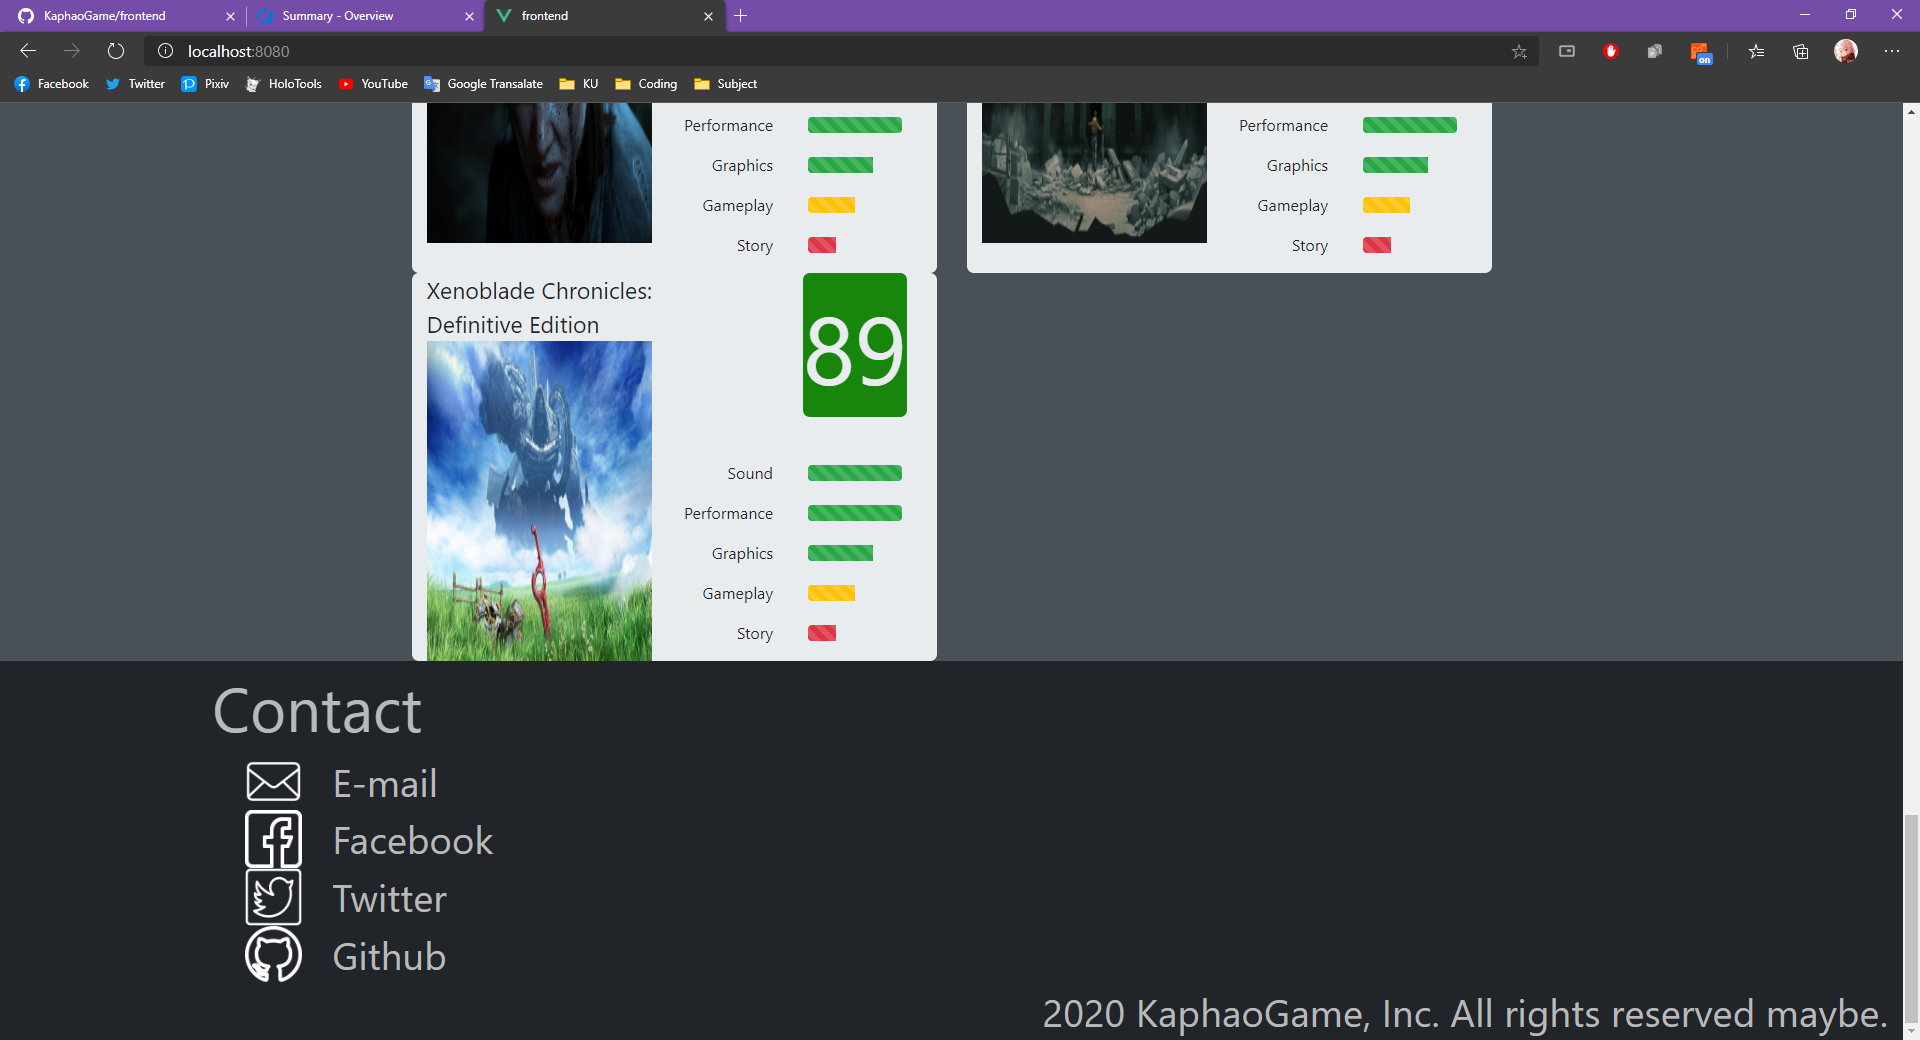 KaphaoGame/frontend
Summary - Overview
frontend
localhost:8080
on
Facebook
Twitter
Pixiv
HoloTools
YouTube
Google Transalate
KU
Coding
Subject
Performance
Graphics
Gameplay
Story
Performance
Graphics
Gameplay
Story
Xenoblade Chronicles:
Definitive Edition
89
Sound
Performance
Graphics
Gameplay
Story
Contact
E-mail
Facebook
Twitter
Github
2020 KaphaoGame, Inc. All rights reserved maybe.